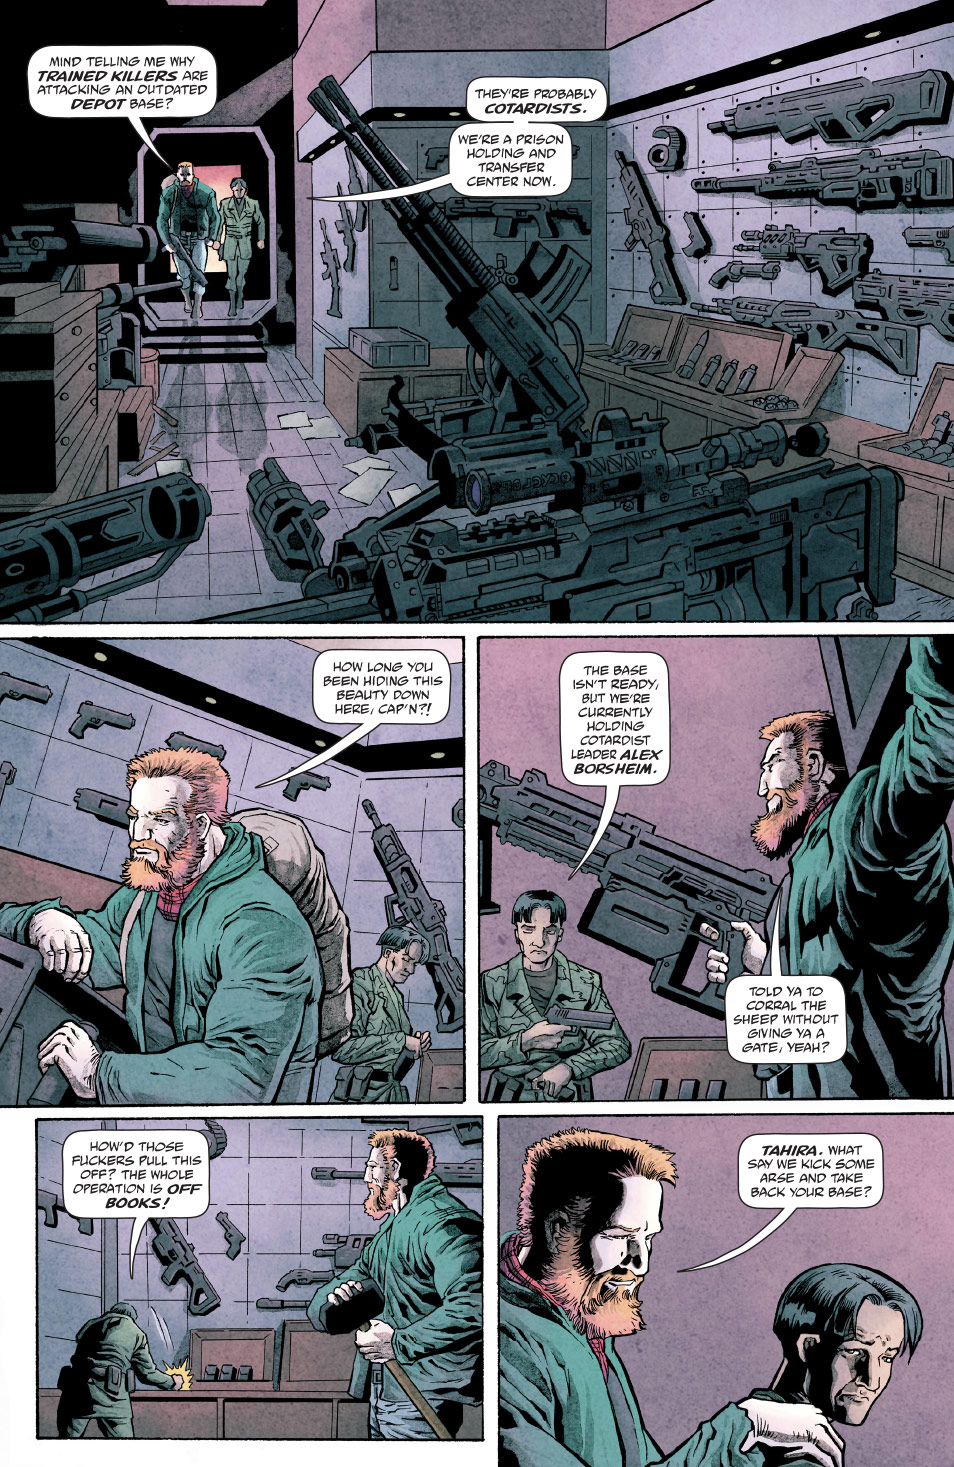 MIND TELLING ME WHY
TRAINED KILLERS ARE
ATTACKING AN OUTDATED
DEPOT BASE?
THEY'RE PROBABLY
COTARDISTS.
WE'RE A PRISON
HOLDING AND
TRANSFER
CENTER NOW.
HOW LONG YOU
BEEN HIDING THIS
BEAUTY DOWN
HERE, CAP'N?!
THE BASE
ISN'T READY,
BUT WE'RE
CURRENTLY
HOLDING
COTARDIST
LEADER ALEX
BORSHEIM.
TOLD YA TO
CORRAL THE
SHEEP WITHOUT
GIVING YA A
GATE, YEAH?
HOW'D THOSE
FUCKERS PULL THIS
OFF? THE WHOLE
OPERATION IS OFF
BOOKS!
TAHIRA. WHAT
SAY WE KICK SOME
ARSE AND TAKE
BACK YOUR BASE?